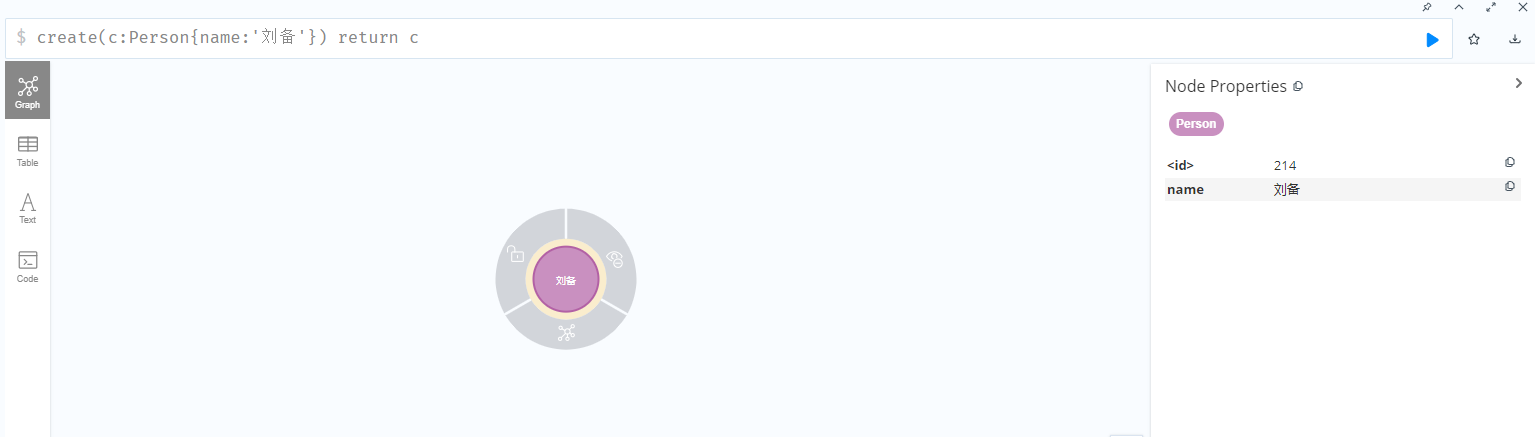 $ create(c:Person{name:'刘备'}) return c
Graph
Table
Text
Code
刘备
Node Properties
Person
<id> 214
name 刘备